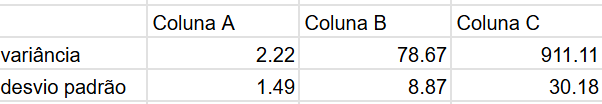 Coluna A Coluna B Coluna C
variância 2.22 78.67 911.11
desvio padrão 1.49 8.87 30.18